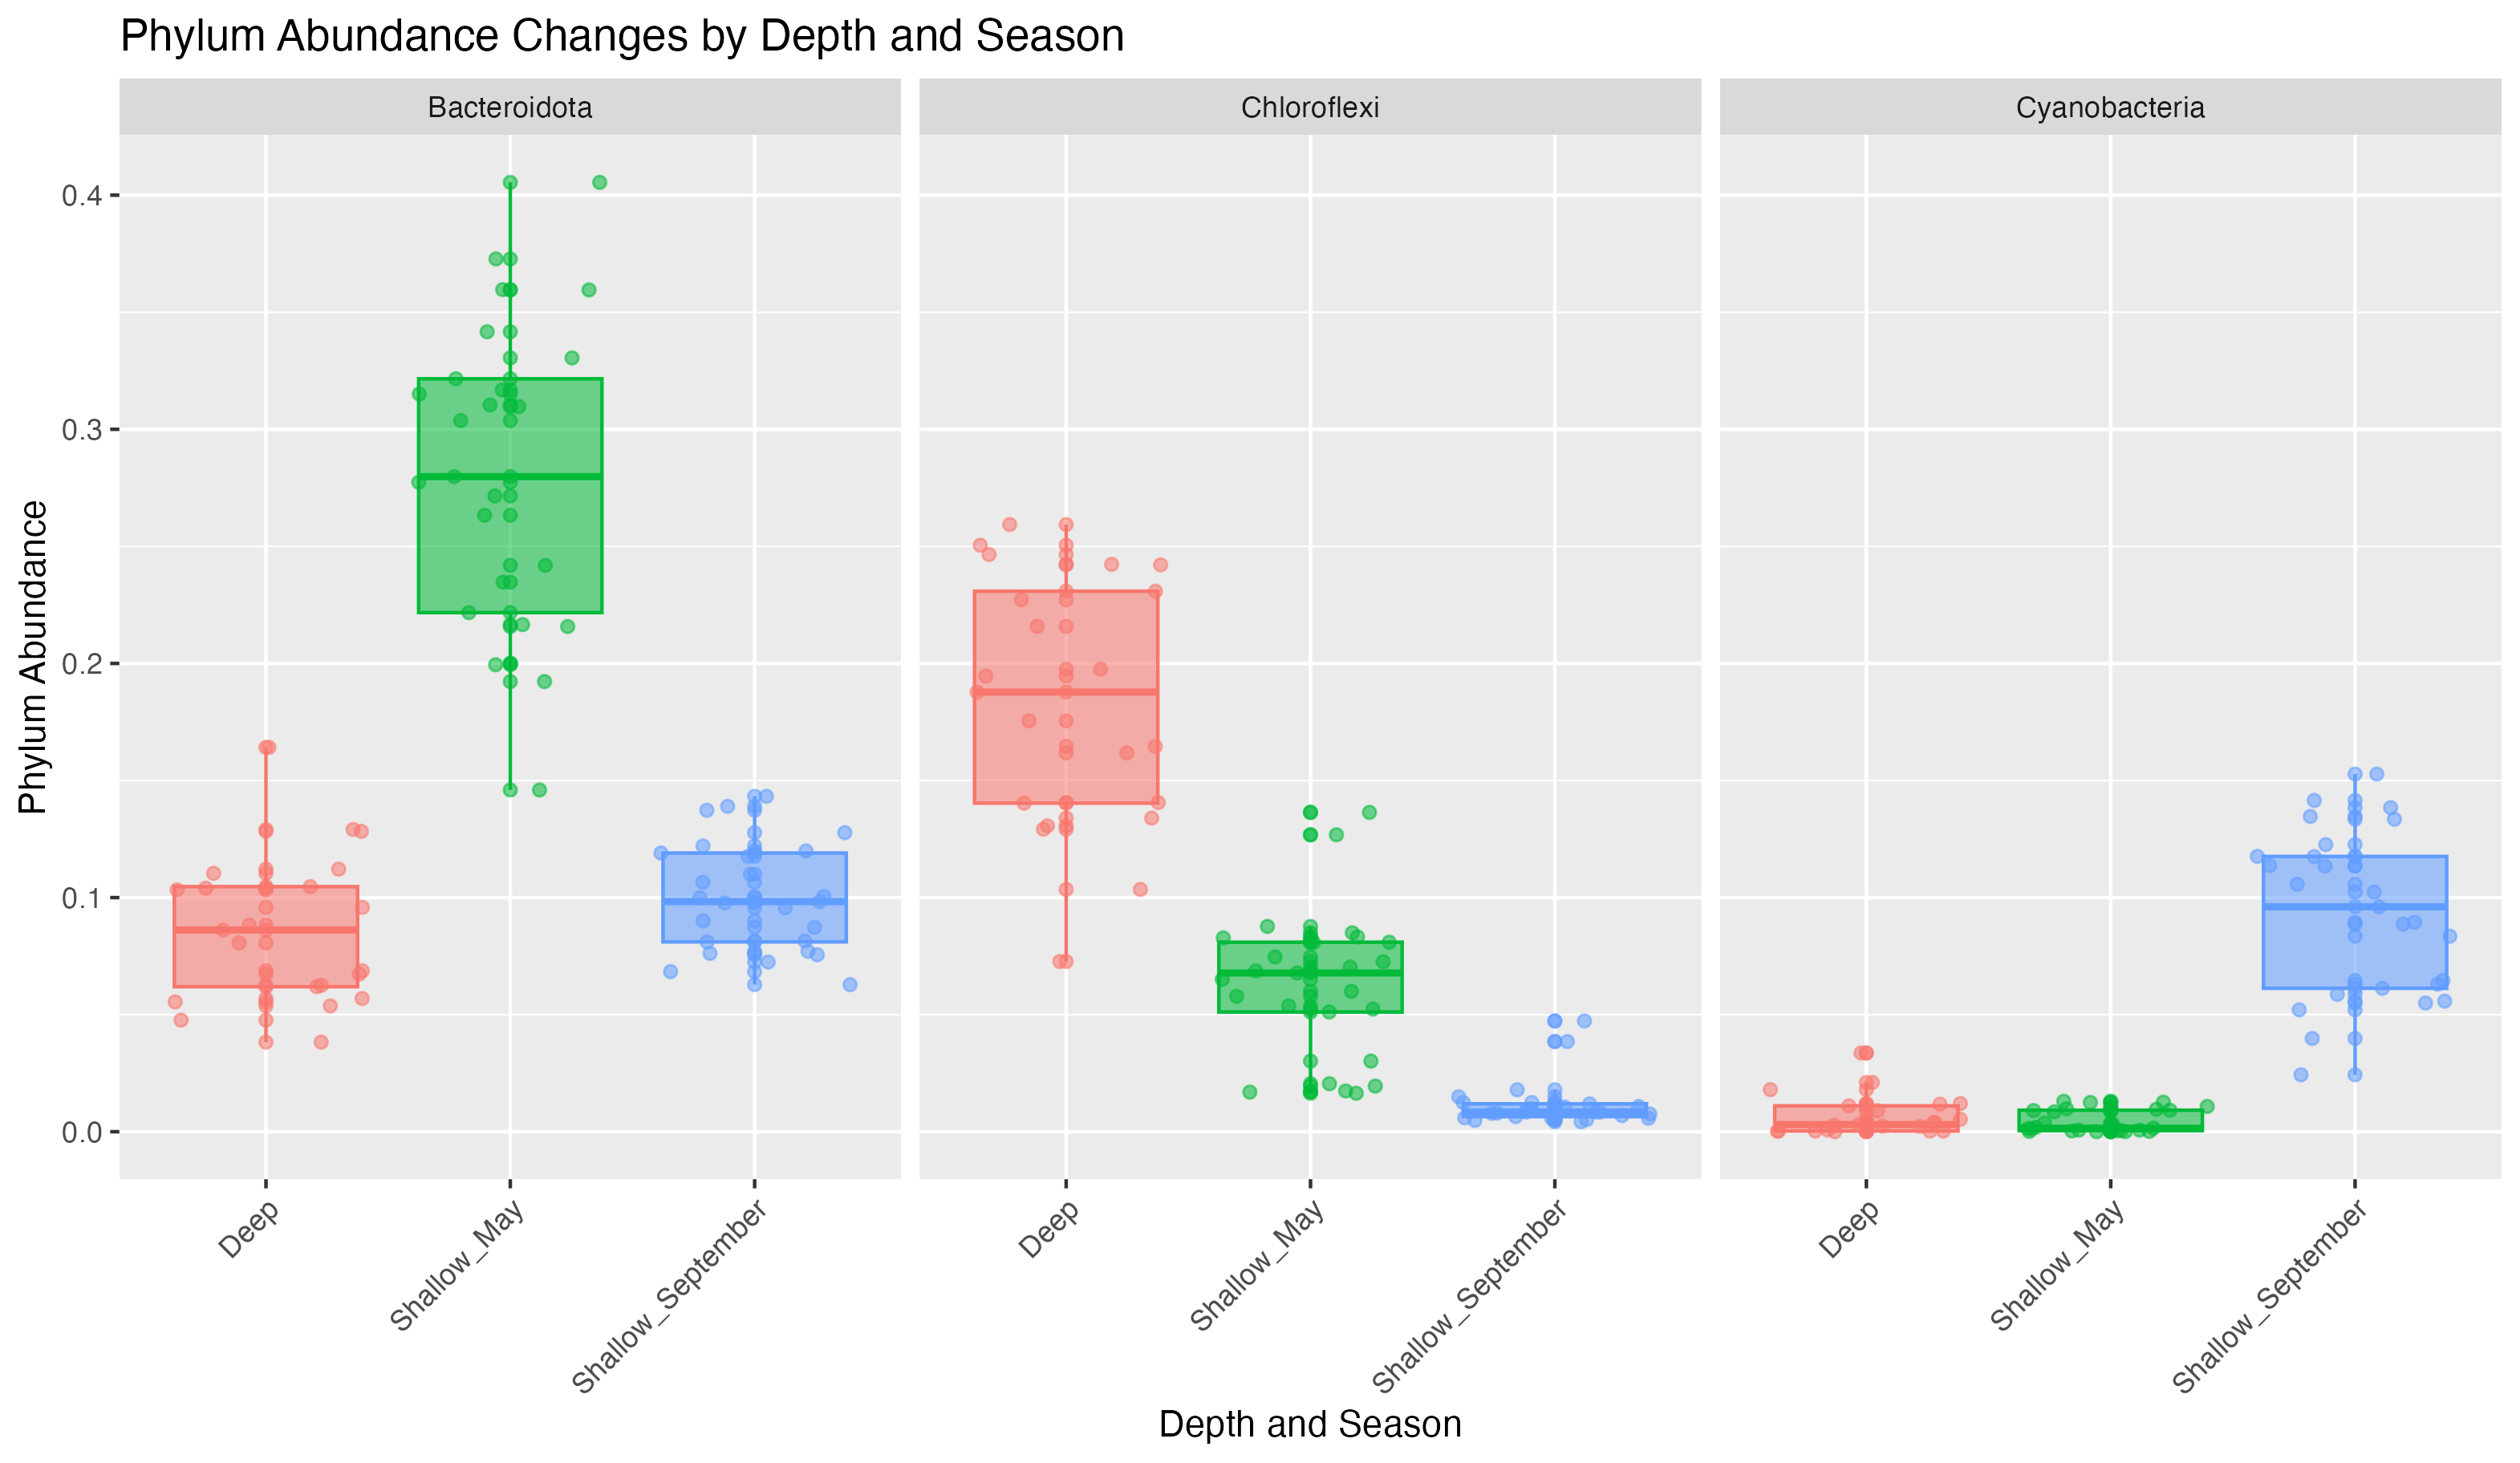 Phylum Abundance Changes by Depth and Season
Bacteroidota
Chloroflexi
Cyanobacteria
Phylum Abundance
0.4
0.3
0.2
0.1
0.0
Deep
Shallow_May
Shallow_September
Deep
Shallow_May
Shallow_September
Deep
Shallow_May
Shallow_September
Depth and Season